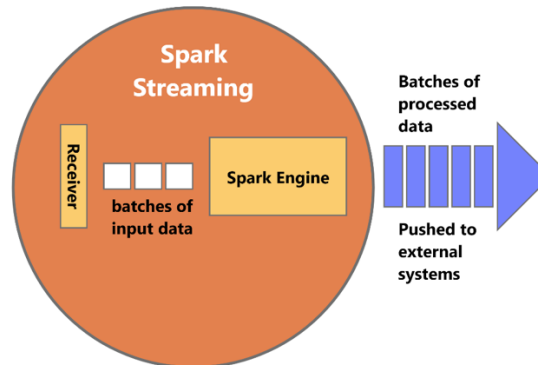 Spark
Streaming
Receiver
batches of
input data
Spark Engine
Batches of
processed
data
Pushed to
external
systems